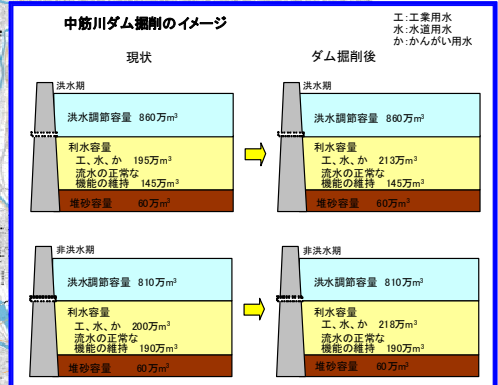 中筋川ダム掘削のイメージ
工:工業用水
水:水道用水
か:かんがい用水
現状
ダム掘削後
洪水期
洪水調節容量 860万m³
利水容量
工、水、か 195万m³
流水の正常な
機能の維持 145万m³
堆砂容量 60万m³
洪水期
洪水調節容量 860万m³
利水容量
工、水、か 213万m³
流水の正常な
機能の維持 145万m³
堆砂容量 60万m³
非洪水期
洪水調節容量 810万m³
利水容量
工、水、か 200万m³
流水の正常な
機能の維持 190万m³
堆砂容量 60万m³
非洪水期
洪水調節容量 810万m³
利水容量
工、水、か 218万m³
流水の正常な
機能の維持 190万m³
堆砂容量 60万m³